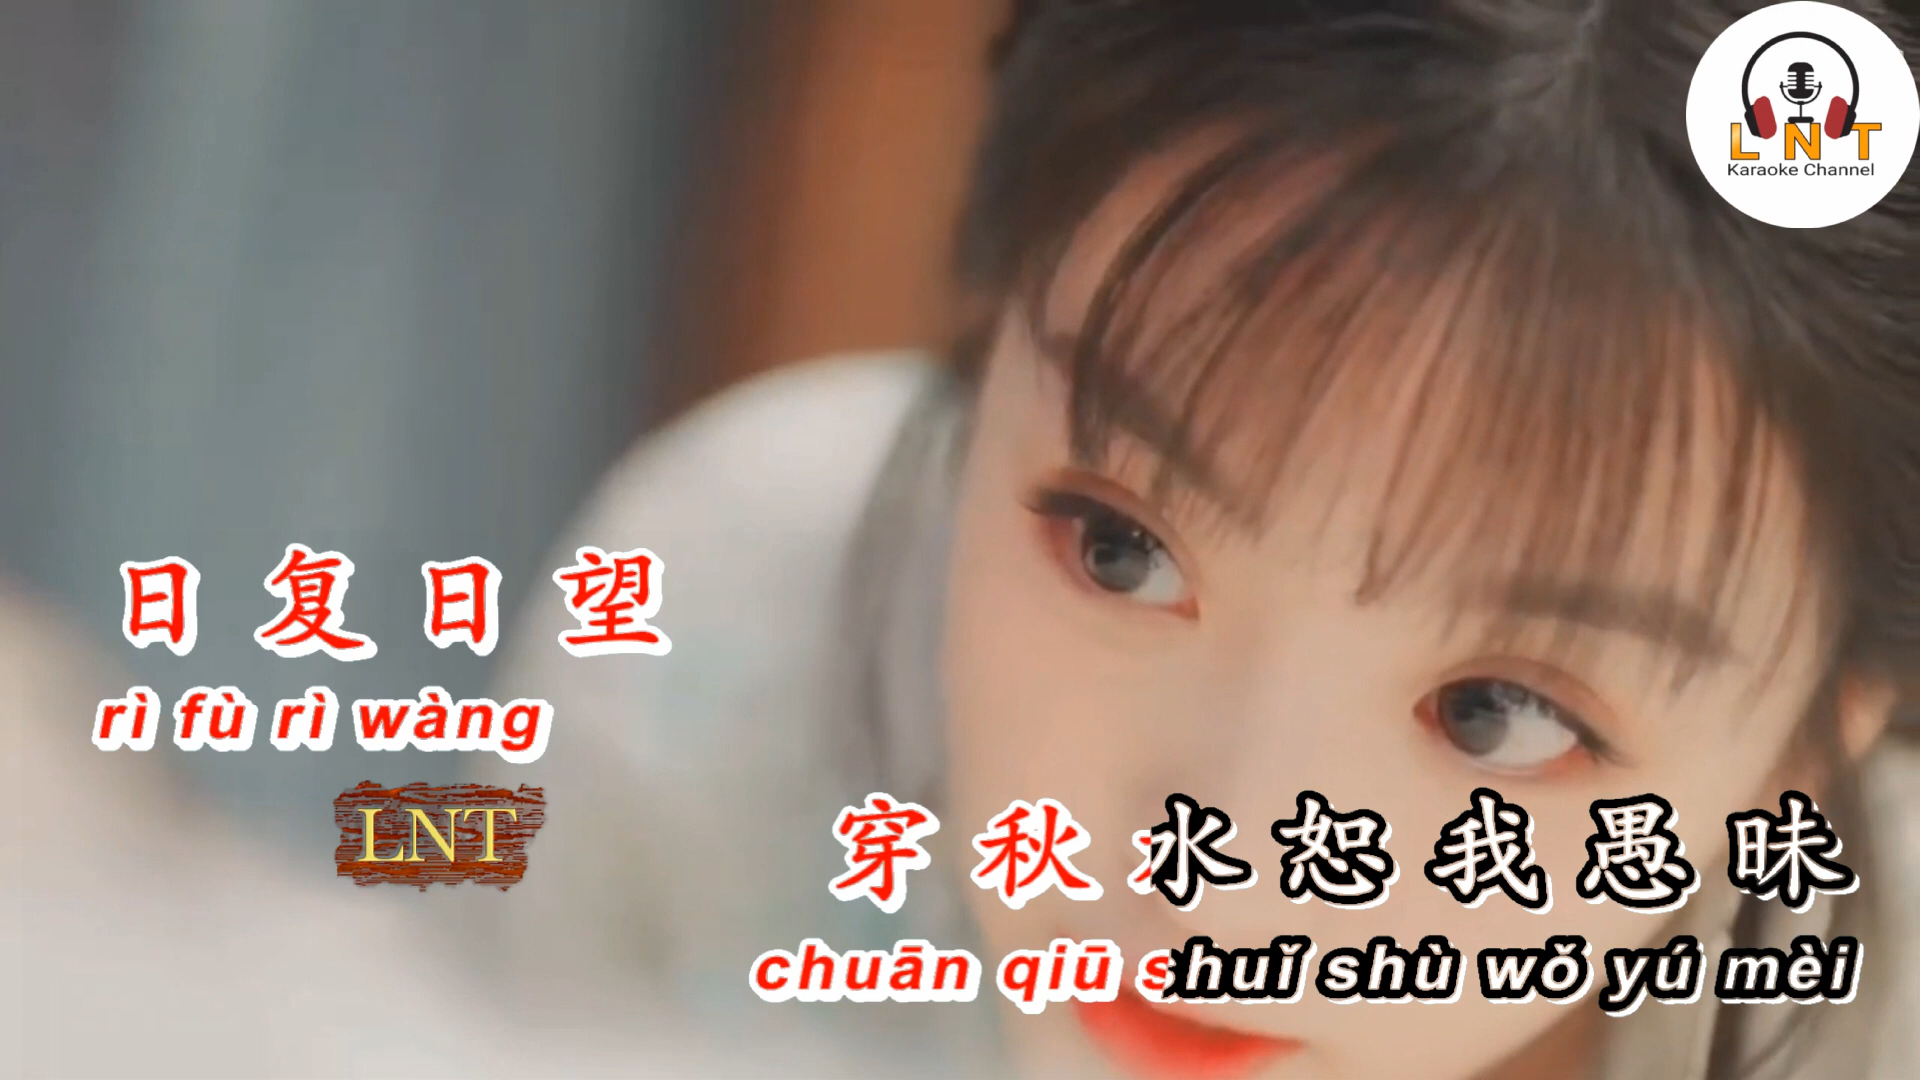 L N T
Karaoke Channel
日复日望
rì fù rì wàng
LNT
穿秋水恕我愚昧
chuān qiū shuǐ shù wǒ yú mèi